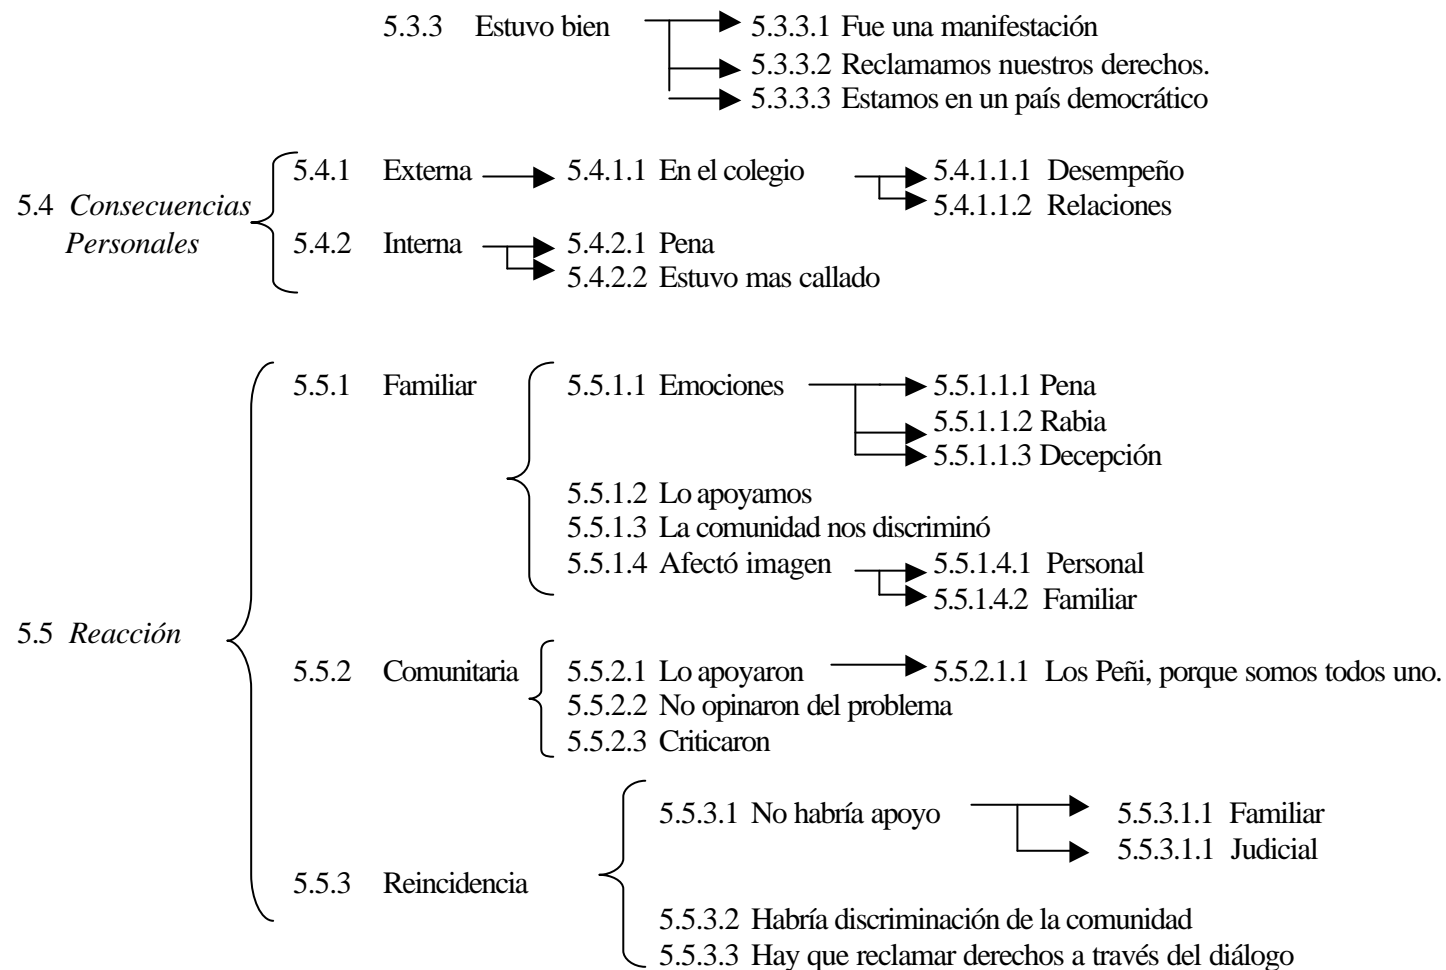 5.3.3 Estuvo bien 5.3.3.1 Fue una manifestación
5.3.3.2 Reclamamos nuestros derechos.
5.3.3.3 Estamos en un país democrático
5.4.1 Externa 5.4.1.1 En el colegio 5.4.1.1.1 Desempeño
5.4.1.1.2 Relaciones
5.4 Consecuencias
Personales
5.4.2 Interna 5.4.2.1 Pena
5.4.2.2 Estuvo mas callado
5.5.1 Familiar 5.5.1.1 Emociones 5.5.1.1.1 Pena
5.5.1.1.2 Rabia
5.5.1.1.3 Decepción
5.5.1.2 Lo apoyamos
5.5.1.3 La comunidad nos discriminó
5.5.1.4 Afectó imagen 5.5.1.4.1 Personal
5.5.1.4.2 Familiar
5.5 Reacción
5.5.2 Comunitaria 5.5.2.1 Lo apoyaron 5.5.2.1.1 Los Peñi, porque somos todos uno.
5.5.2.2 No opinaron del problema
5.5.2.3 Criticaron
5.5.3.1 No habría apoyo 5.5.3.1.1 Familiar
5.5.3.1.1 Judicial
5.5.3 Reincidencia
5.5.3.2 Habría discriminación de la comunidad
5.5.3.3 Hay que reclamar derechos a través del diálogo